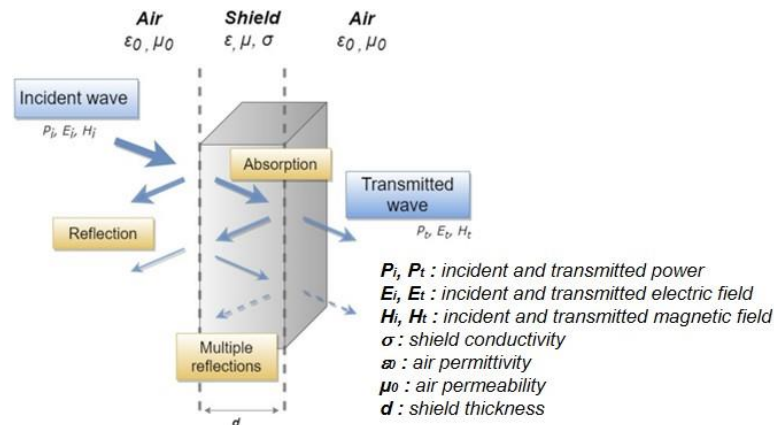 Air
Shield
Air
ε0 , μ0
ε, μ, σ
ε0 , μ0
Incident wave
Pi, Ei, Hi
Absorption
Transmitted
wave
Reflection
Pt, Et, Ht
Pi, Pt : incident and transmitted power
Ei, Et : incident and transmitted electric field
Hi, Ht : incident and transmitted magnetic field
σ : shield conductivity
ε0 : air permittivity
μ0 : air permeability
d : shield thickness
Multiple
reflections
d